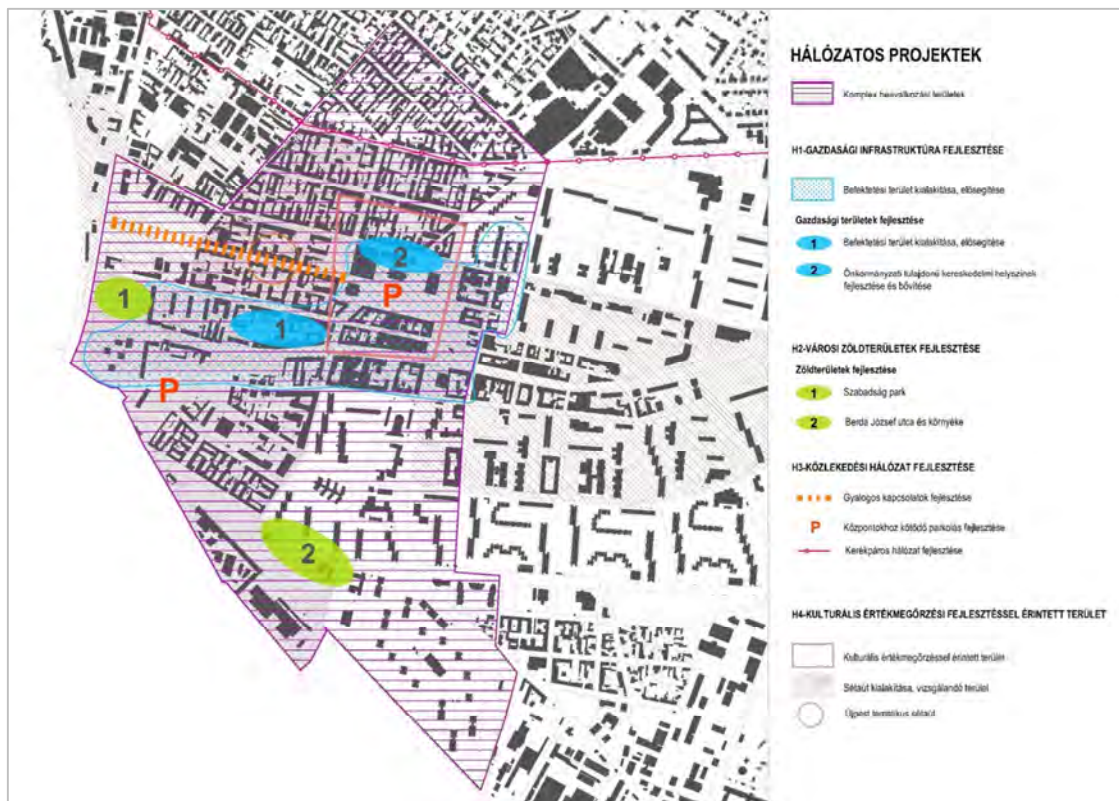 HÁLÓZATOS PROJEKTEK
Komplex beavatkozási területek
H1-GAZDASÁGI INFRASTRUKTÚRA FEJLESZTÉSE
Befektetési terület kialakítása, elősegítése
Gazdasági területek fejlesztése
1 Befektetési terület kialakítása, elősegítése
2 Önkormányzati tulajdonú kereskedelmi helyszínek
fejlesztése és bővítése
H2-VÁROSI ZÖLDTERÜLETEK FEJLESZTÉSE
Zöldterületek fejlesztése
1 Szabadság park
2 Berda József utca és környéke
H3-KÖZLEKEDÉSI HÁLÓZAT FEJLESZTÉSE
Gyalogos kapcsolatok fejlesztése
P Központokhoz kötődő parkolás fejlesztése
Kerékpáros hálózat fejlesztése
H4-KULTURÁLIS ÉRTÉKMEGŐRZÉSI FEJLESZTÉSSEL ÉRINTETT TERÜLET
Kulturális értékmegőrzéssel érintett terület
Sétaút kialakítása, vizsgálandó terület
Újpest tematikus sétaút
2
P
1
1
P
2